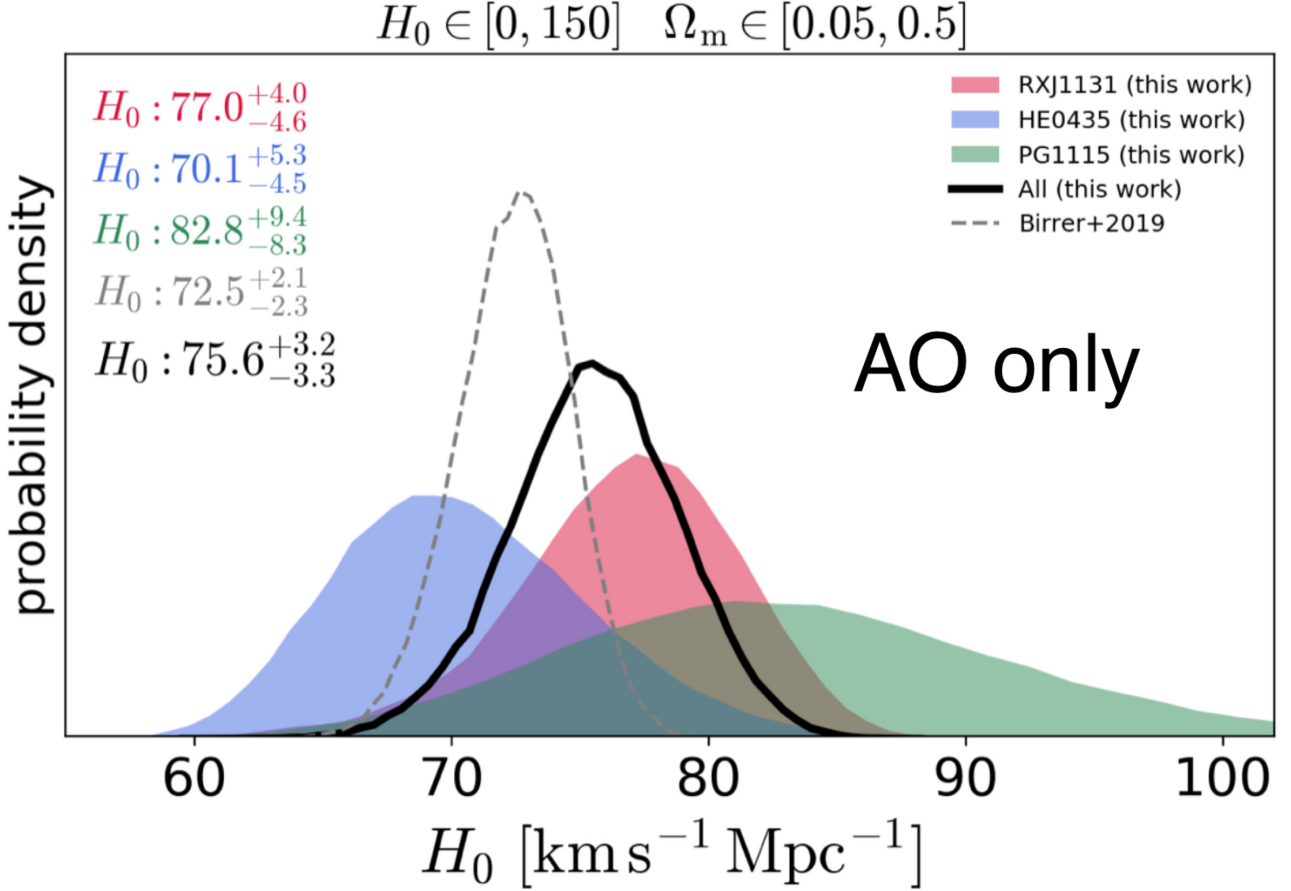 H₀ ∈ [0, 150] Ωₘ ∈ [0.05, 0.5]
H₀ : 77.0 +4.0 −4.6
H₀ : 70.1 +5.3 −4.5
H₀ : 82.8 +9.4 −8.3
H₀ : 72.5 +2.1 −2.3
H₀ : 75.6 +3.2 −3.3
RXJ1131 (this work)
HE0435 (this work)
PG1115 (this work)
All (this work)
Birrer+2019
AO only
probability density
60 70 80 90 100
H₀ [km s⁻¹ Mpc⁻¹]